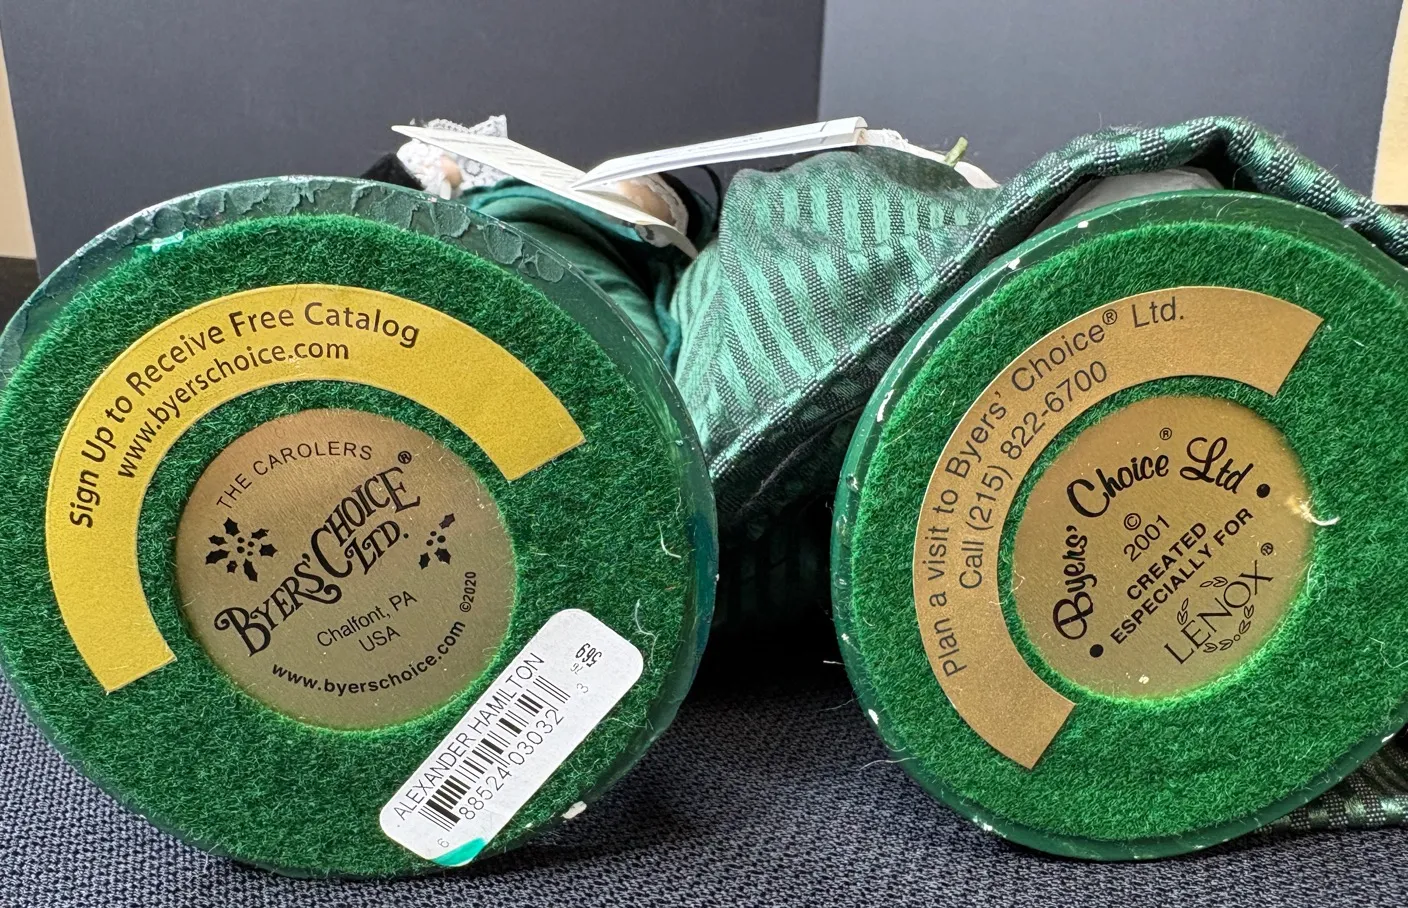 Sign Up to Receive Free Catalog
www.byerschoice.com
THE CAROLERS
BYERS' CHOICE®
LTD.
Chalfont, PA
USA
www.byerschoice.com ©2020
ALEXANDER HAMILTON
6 88524 03032 3
Plan a visit to Byers' Choice® Ltd.
Call (215) 822-6700
Byers' Choice® Ltd
©
2001
CREATED
ESPECIALLY FOR
LENOX®